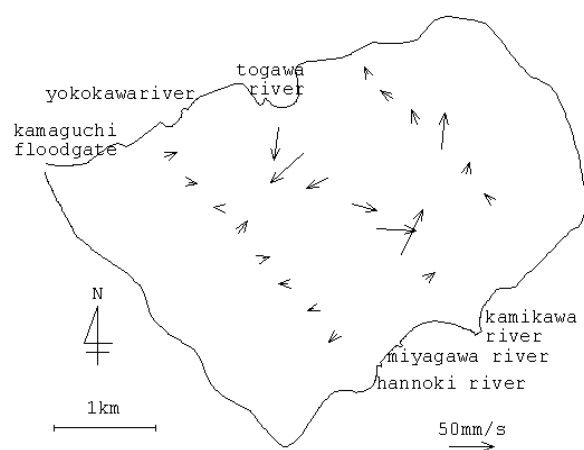 togawa
river
yokokawariver
kamaguchi
floodgate
N
kamikawa
river
miyagawa river
hannoki river
1km
50mm/s